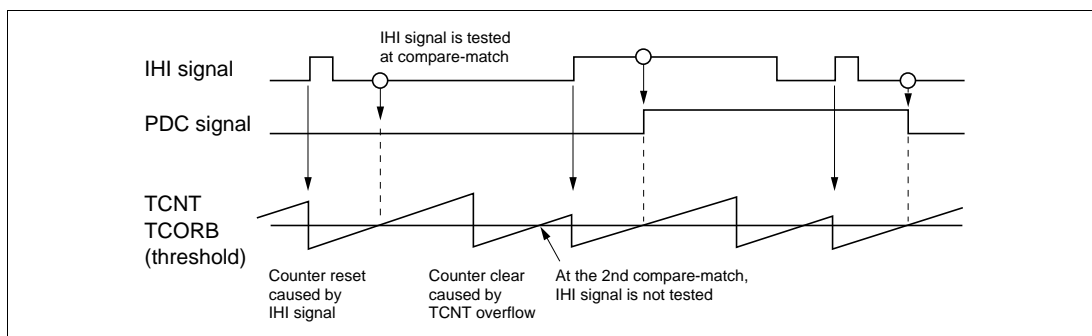 IHI signal is tested
at compare-match
IHI signal
PDC signal
TCNT
TCORB
(threshold)
Counter reset
caused by
IHI signal
Counter clear
caused by
TCNT overflow
At the 2nd compare-match,
IHI signal is not tested